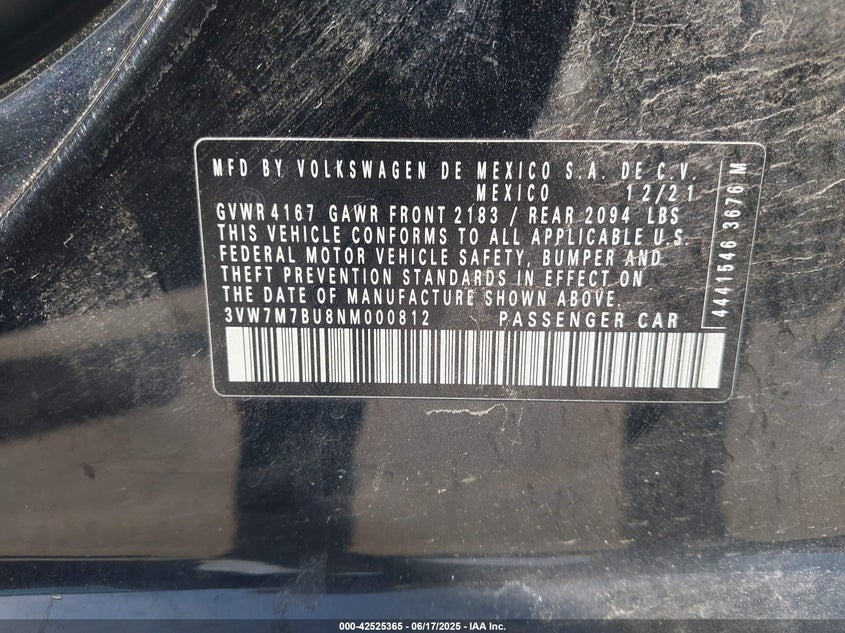 MFD BY VOLKSWAGEN DE MEXICO S.A. DE C.V.
MEXICO 12/21
GVWR 4167 GAWR FRONT 2183 / REAR 2094 LBS
THIS VEHICLE CONFORMS TO ALL APPLICABLE U.S.
FEDERAL MOTOR VEHICLE SAFETY, BUMPER AND
THEFT PREVENTION STANDARDS IN EFFECT ON
THE DATE OF MANUFACTURE SHOWN ABOVE.
3VW7M7BU8NM000812 PASSENGER CAR
4441546 3676 M
000-42525365 - 06/17/2025 - IAA Inc.